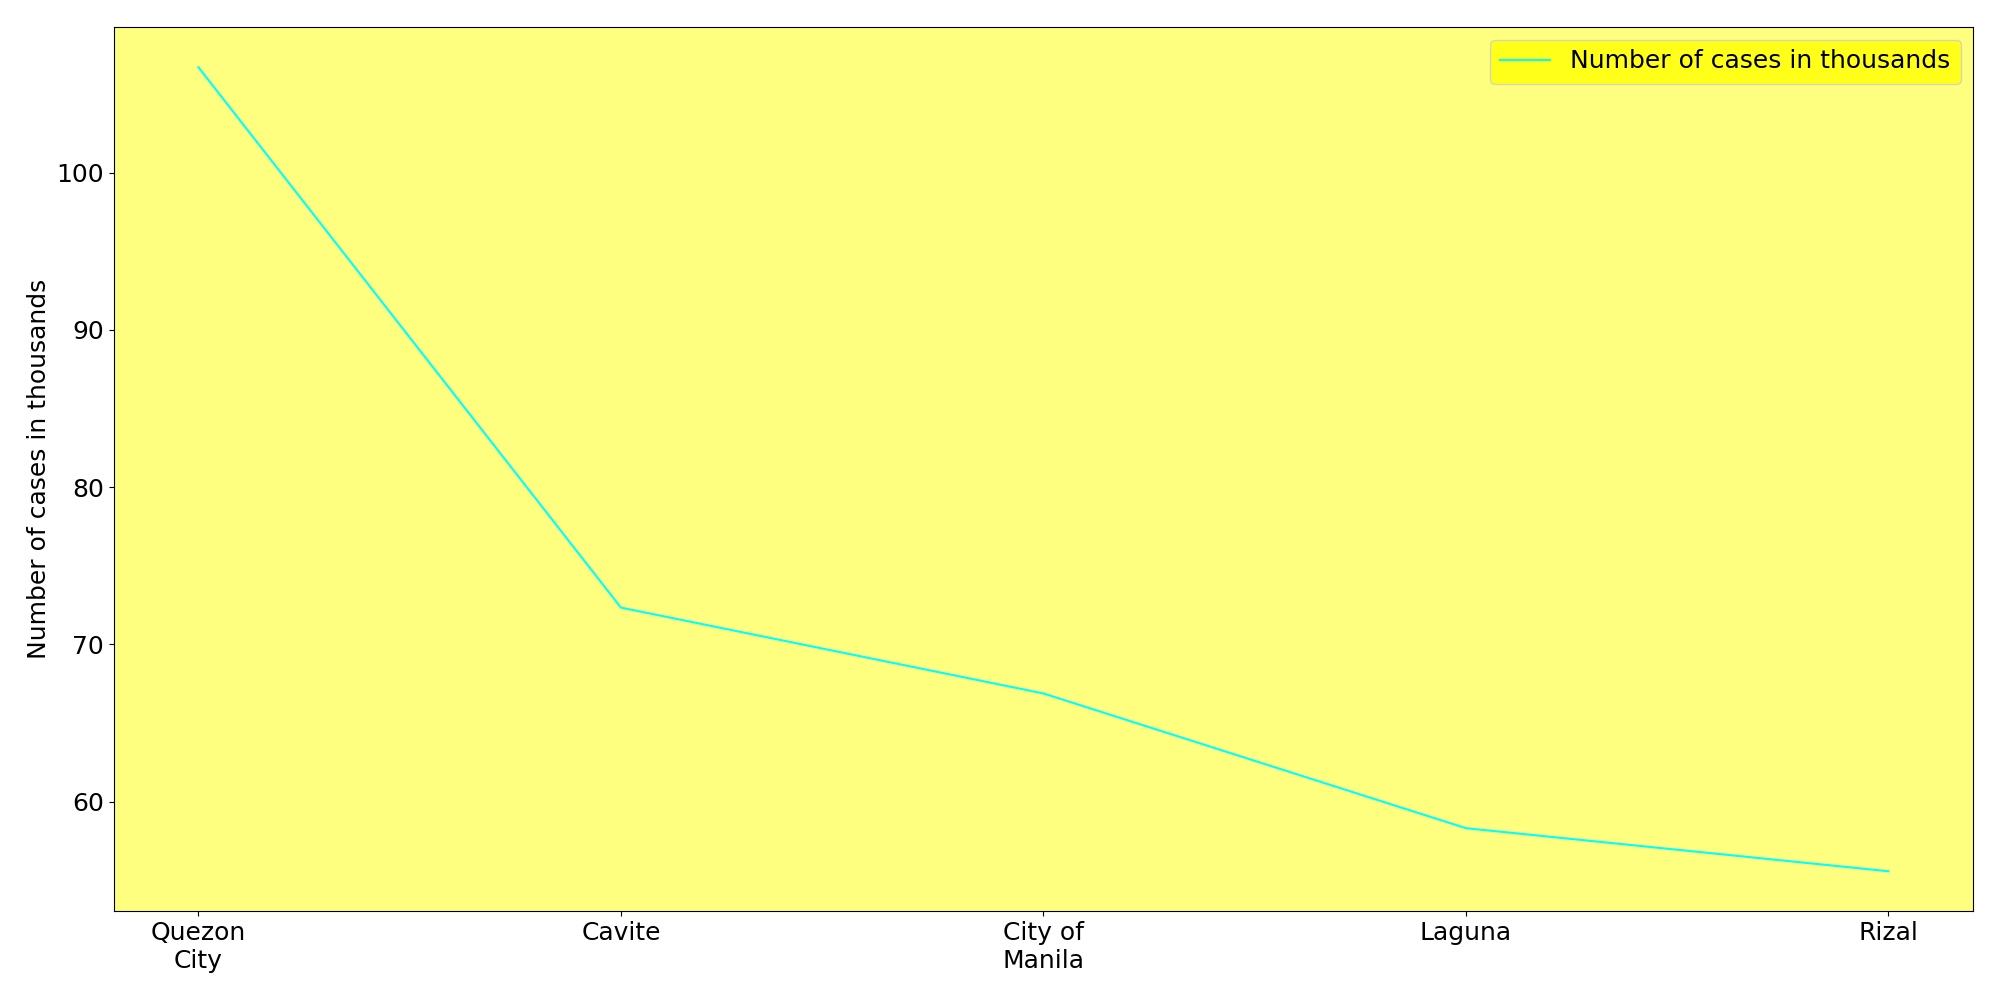 Number of cases in thousands
Number of cases in thousands
100
90
80
70
60
Quezon
City
Cavite
City of
Manila
Laguna
Rizal